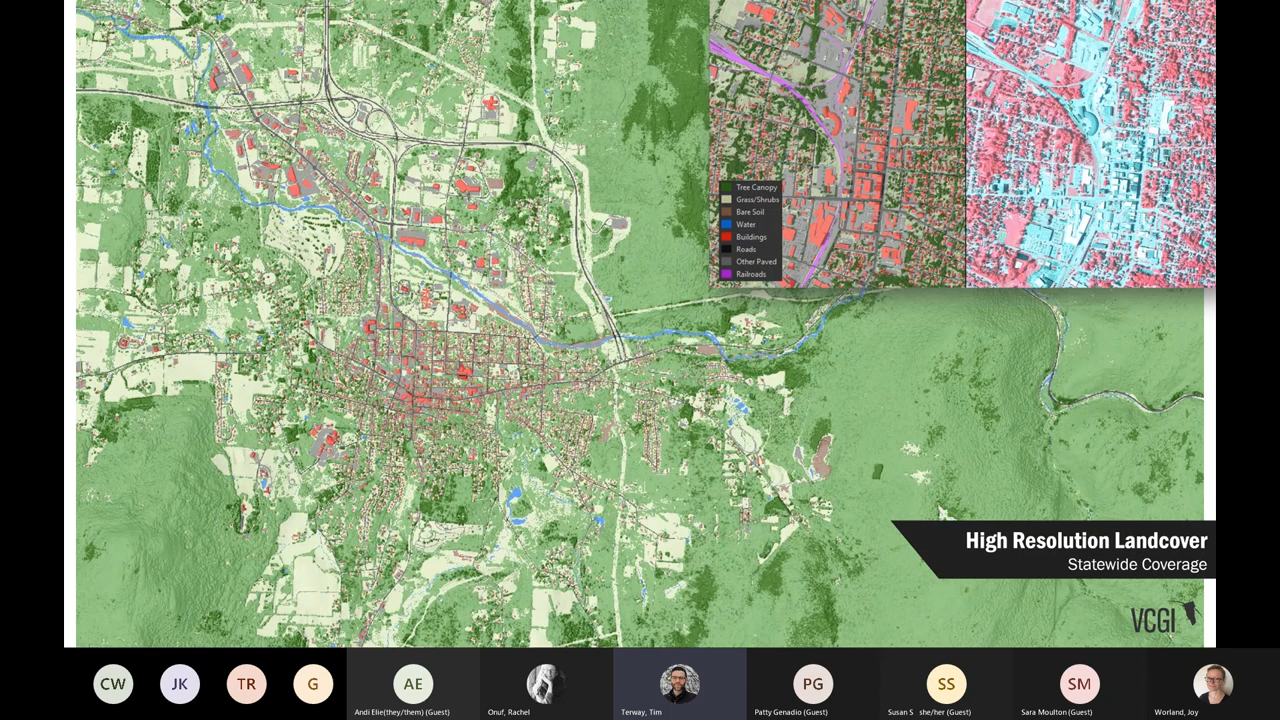 Tree Canopy
Grass/Shrubs
Bare Soil
Water
Buildings
Roads
Other Paved
Railroads
High Resolution Landcover
Statewide Coverage
VCGI
CW
JK
TR
G
AE
PG
SS
SM
Andi Elie(they/them) (Guest)
Onuf, Rachel
Terway, Tim
Patty Genadio (Guest)
Susan S she/her (Guest)
Sara Moulton (Guest)
Worland, Joy